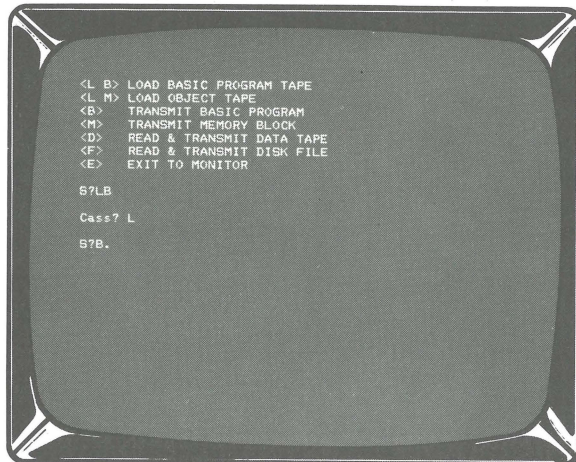 <L B> LOAD BASIC PROGRAM TAPE
<L M> LOAD OBJECT TAPE
<B> TRANSMIT BASIC PROGRAM
<M> TRANSMIT MEMORY BLOCK
<D> READ & TRANSMIT DATA TAPE
<F> READ & TRANSMIT DISK FILE
<E> EXIT TO MONITOR
S?LB
Cass? L
S?B.